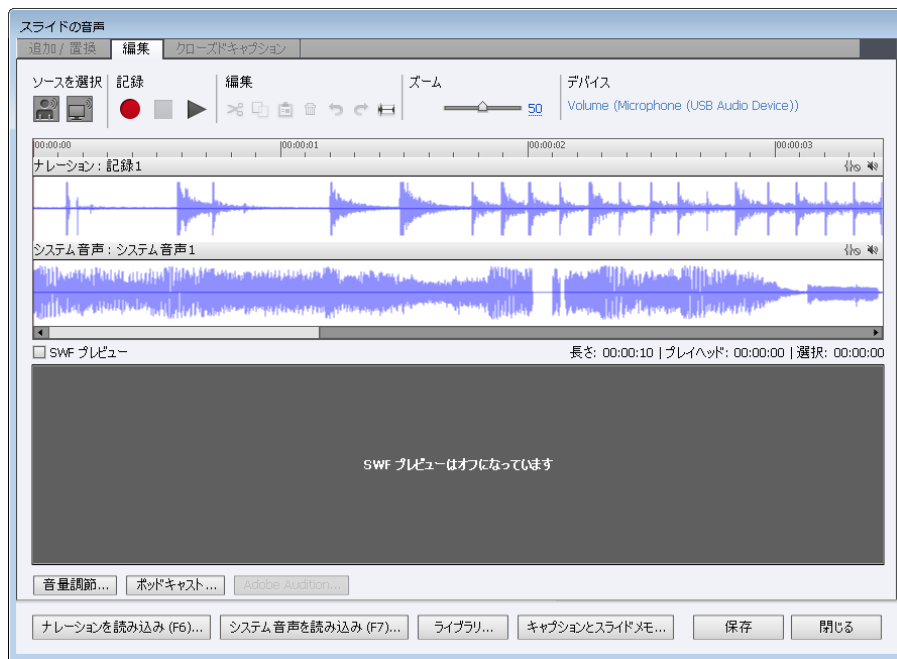 スライドの音声
追加 / 置換 編集 クローズドキャプション
ソースを選択 記録 編集 ズーム デバイス
50 Volume (Microphone (USB Audio Device))
00:00:00 00:00:01 00:00:02 00:00:03
ナレーション : 記録1
システム音声 : システム音声1
SWF プレビュー 長さ: 00:00:10 | プレイヘッド: 00:00:00 | 選択: 00:00:00
SWF プレビューはオフになっています
音量調節... ポッドキャスト... Adobe Audition...
ナレーションを読み込み (F6)... システム音声を読み込み (F7)... ライブラリ... キャプションとスライドメモ... 保存 閉じる